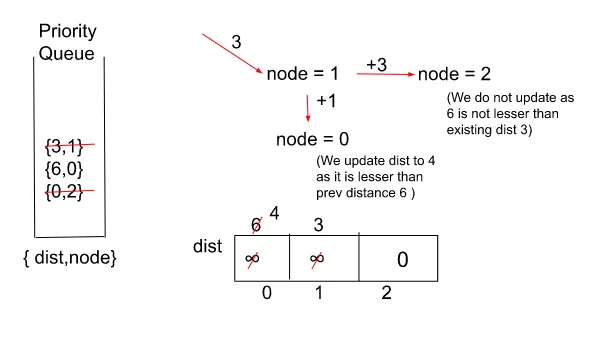 Priority
Queue
{3,1}
{6,0}
{0,2}
{ dist,node}
3
node = 1
+3
node = 2
(We do not update as
6 is not lesser than
existing dist 3)
+1
node = 0
(We update dist to 4
as it is lesser than
prev distance 6 )
6 4 3
dist
∞ ∞ 0
0 1 2